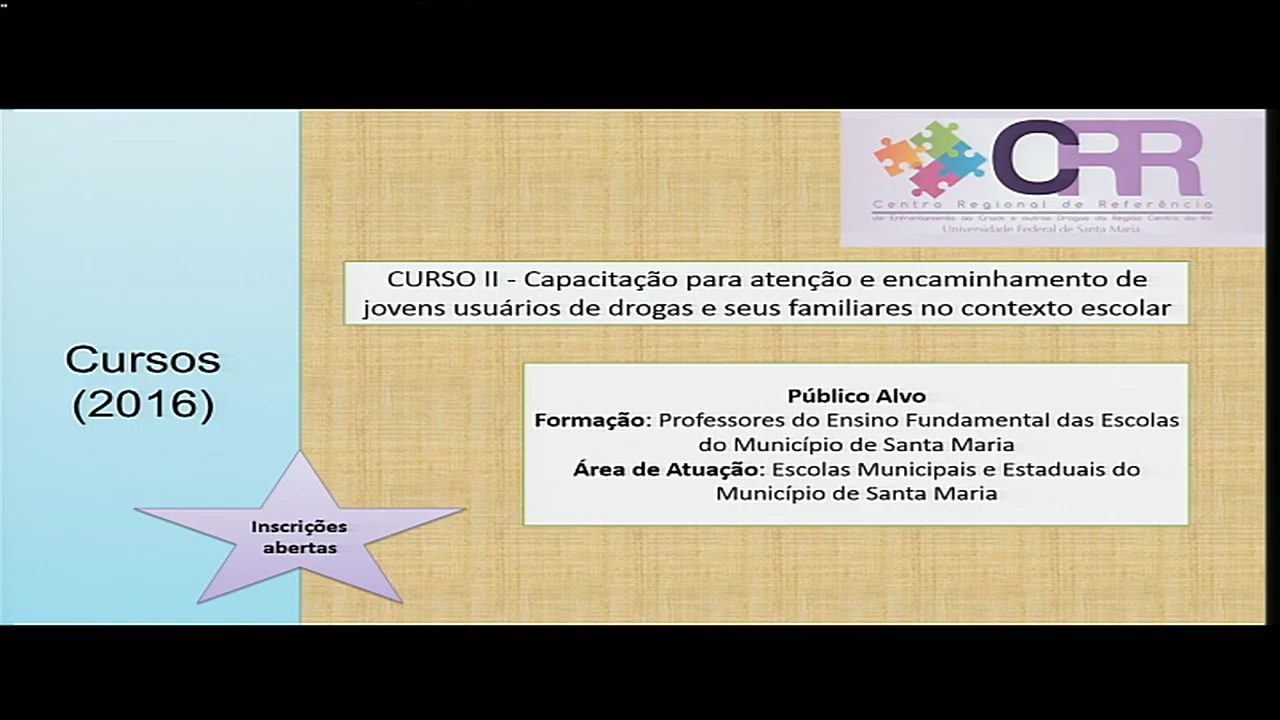 CRR
Centro Regional de Referência
de Enfrentamento ao Crack e outras Drogas da Região Centro do RS
Universidade Federal de Santa Maria
CURSO II - Capacitação para atenção e encaminhamento de
jovens usuários de drogas e seus familiares no contexto escolar
Cursos
(2016)
Público Alvo
Formação: Professores do Ensino Fundamental das Escolas
do Município de Santa Maria
Área de Atuação: Escolas Municipais e Estaduais do
Município de Santa Maria
Inscrições
abertas